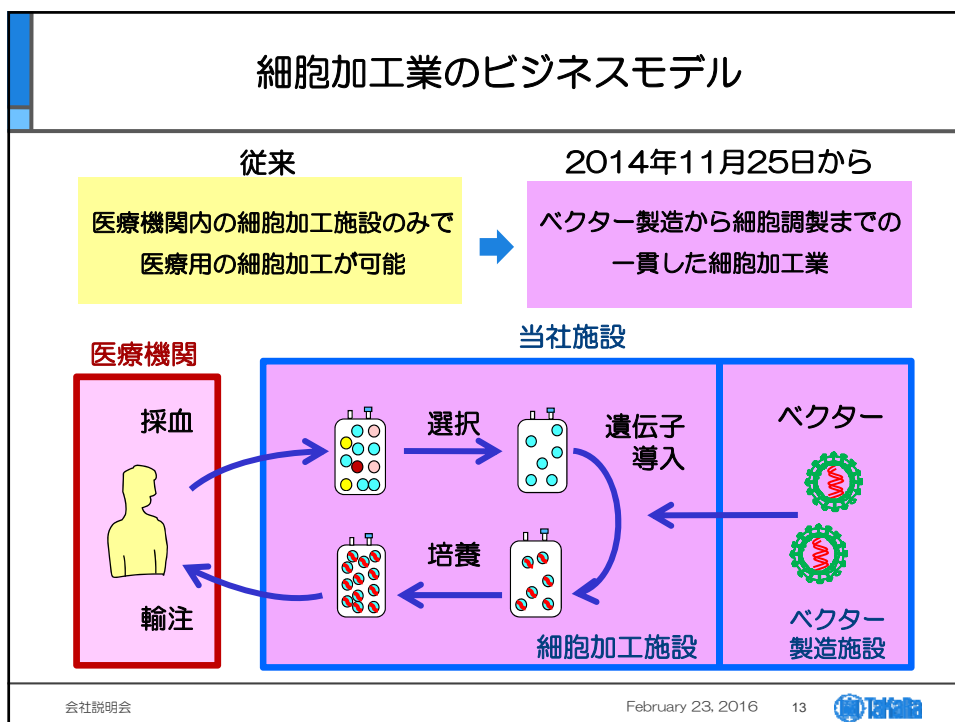 細胞加工業のビジネスモデル
従来
医療機関内の細胞加工施設のみで
医療用の細胞加工が可能
2014年11月25日から
ベクター製造から細胞調製までの
一貫した細胞加工業
医療機関
当社施設
採血
選択
遺伝子
導入
ベクター
培養
輸注
細胞加工施設
ベクター
製造施設
会社説明会
February 23, 2016
13
TaKaRa